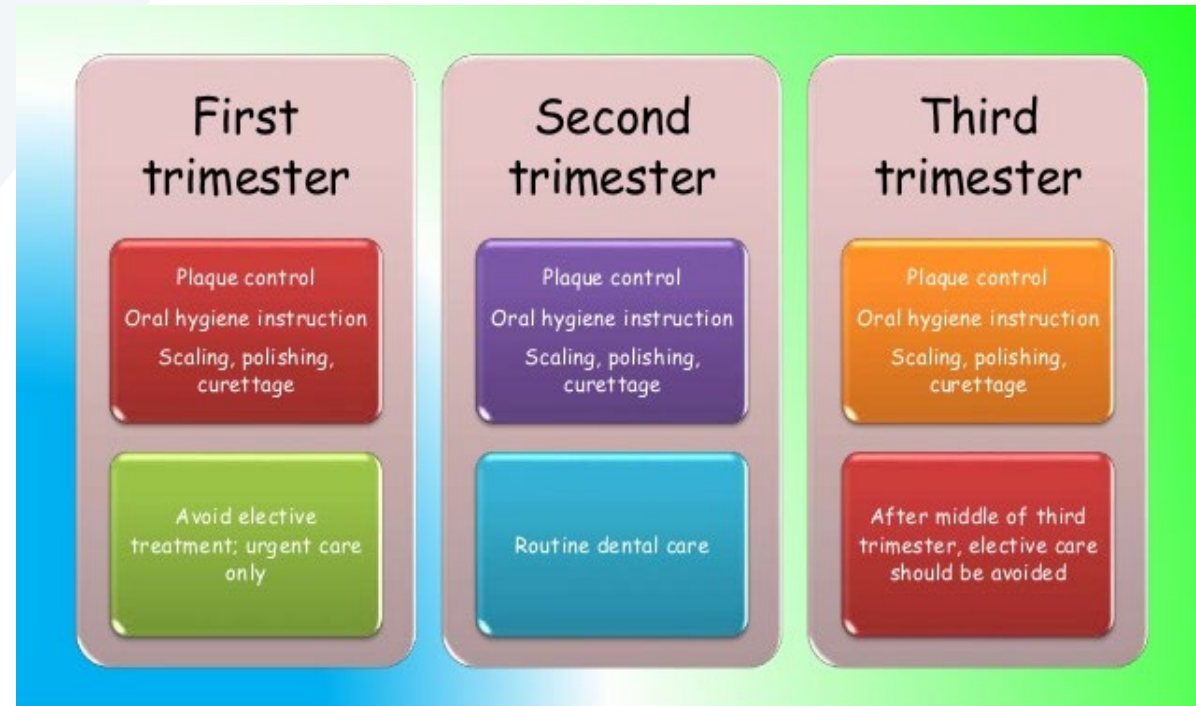 First
trimester
Plaque control
Oral hygiene instruction
Scaling, polishing,
curettage
Avoid elective
treatment; urgent care
only
Second
trimester
Plaque control
Oral hygiene instruction
Scaling, polishing,
curettage
Routine dental care
Third
trimester
Plaque control
Oral hygiene instruction
Scaling, polishing,
curettage
After middle of third
trimester, elective care
should be avoided